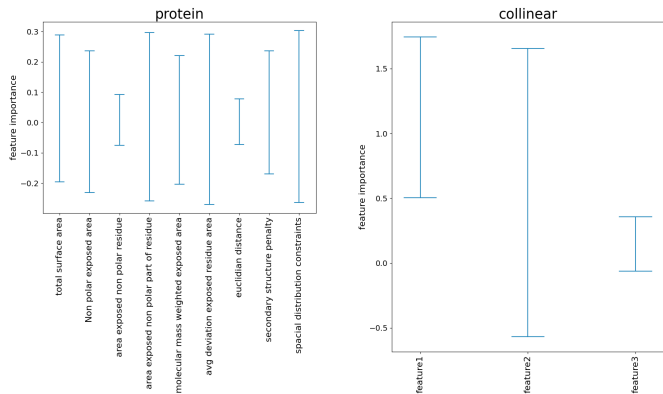 protein
feature importance
0.3
0.2
0.1
0.0
−0.1
−0.2
total surface area
Non polar exposed area
area exposed non polar residue
area exposed non polar part of residue
molecular mass weighted exposed area
avg deviation exposed residue area
euclidian distance
secondary structure penalty
spacial distribution constraints
collinear
feature importance
1.5
1.0
0.5
0.0
−0.5
feature1
feature2
feature3